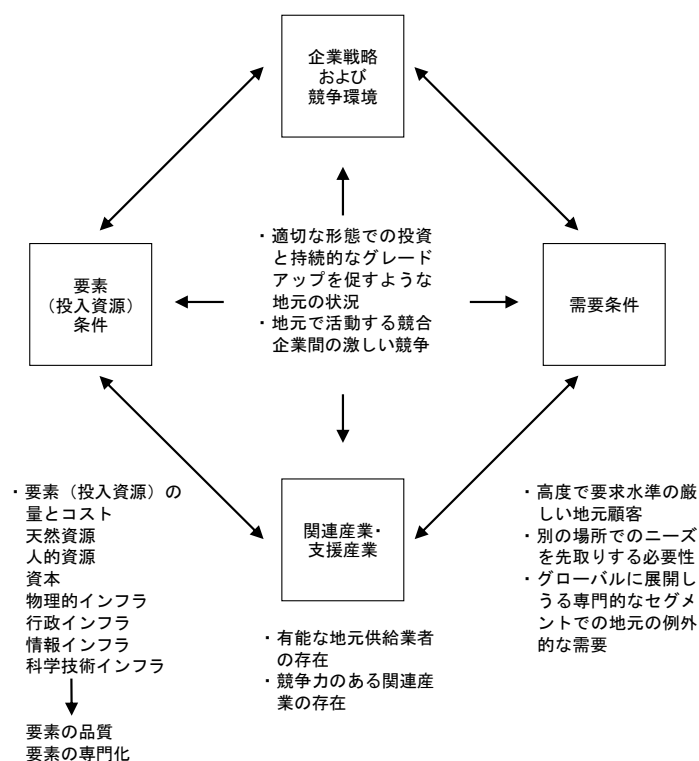 企業戦略
および
競争環境
・適切な形態での投資
と持続的なグレード
アップを促すような
地元の状況
・地元で活動する競合
企業間の激しい競争
要素
（投入資源）
条件
需要条件
関連産業・
支援産業
・要素（投入資源）の
量とコスト
天然資源
人的資源
資本
物理的インフラ
行政インフラ
情報インフラ
科学技術インフラ
要素の品質
要素の専門化
・有能な地元供給業者
の存在
・競争力のある関連産
業の存在
・高度で要求水準の厳
しい地元顧客
・別の場所でのニーズ
を先取りする必要性
・グローバルに展開し
うる専門的なセグメ
ントでの地元の例外
的な需要